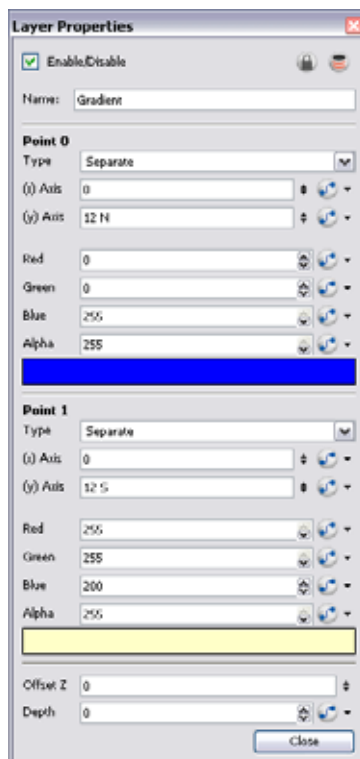 Layer Properties
Enable/Disable
Name: Gradient
Point 0
Type Separate
(x) Axis 0
(y) Axis 12 N
Red 0
Green 0
Blue 255
Alpha 255
Point 1
Type Separate
(x) Axis 0
(y) Axis 12 S
Red 255
Green 255
Blue 200
Alpha 255
Offset Z 0
Depth 0
Close